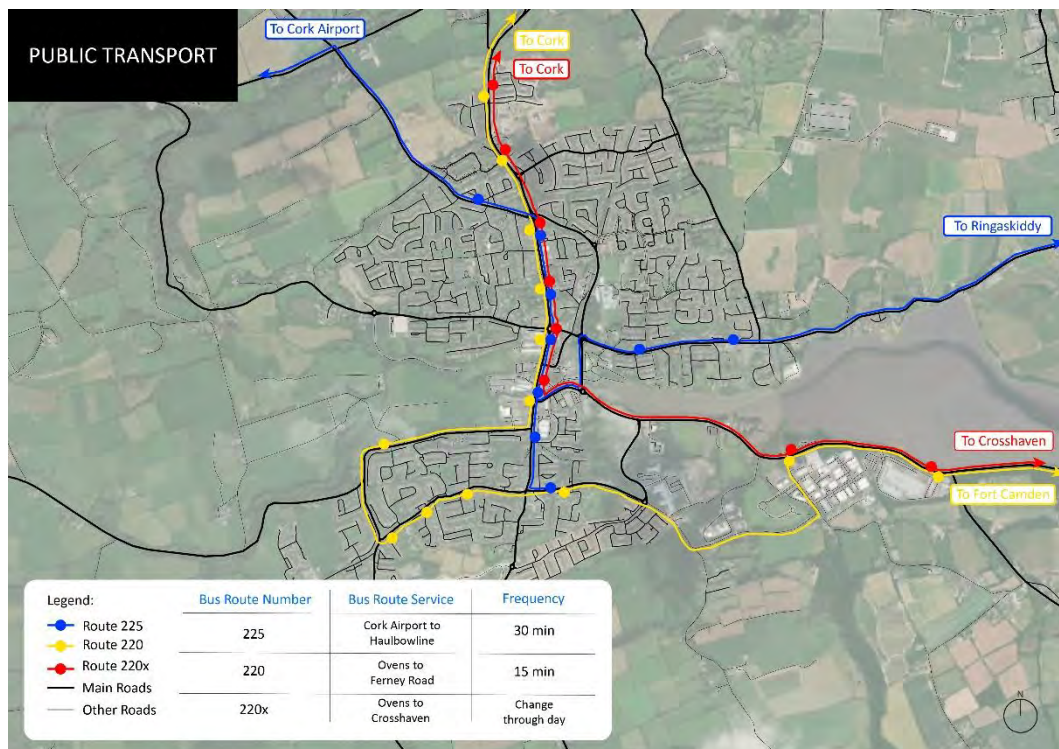 PUBLIC TRANSPORT
To Cork Airport
To Cork
To Cork
To Ringaskiddy
To Crosshaven
To Fort Camden
Legend:
Route 225
Route 220
Route 220x
Main Roads
Other Roads
Bus Route Number
Bus Route Service
Frequency
225
Cork Airport to
Haulbowline
30 min
220
Ovens to
Ferney Road
15 min
220x
Ovens to
Crosshaven
Change
through day
N